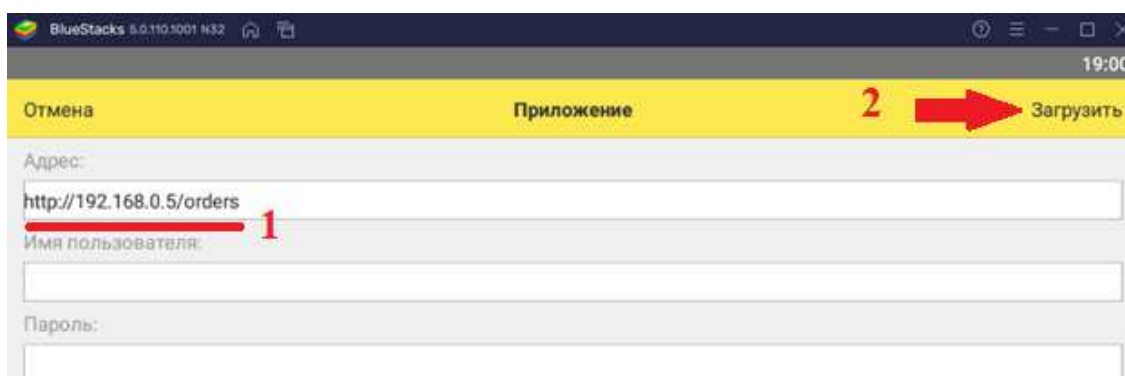 BlueStacks 5.0.110.1001 N32
19:00
Отмена Приложение 2 Загрузить
Адрес:
http://192.168.0.5/orders
1
Имя пользователя:
Пароль: